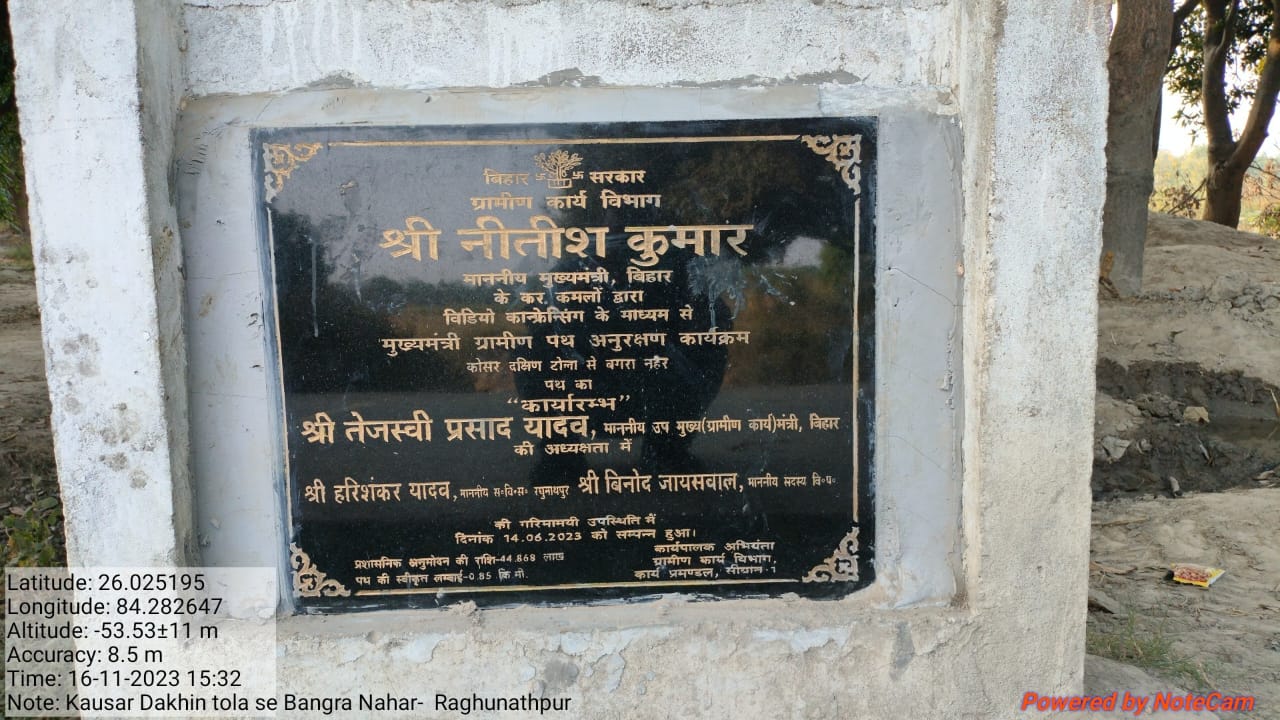 बिहार सरकार
ग्रामीण कार्य विभाग
श्री नीतीश कुमार
माननीय मुख्यमंत्री, बिहार
के कर कमलों द्वारा
विडियो कान्फ्रेन्सिंग के माध्यम से
मुख्यमंत्री ग्रामीण पथ अनुरक्षण कार्यक्रम
कोसर दक्षिण टोला से बगरा नहर
पथ का
“कार्यारम्भ”
श्री तेजस्वी प्रसाद यादव, माननीय उप मुख्य(ग्रामीण कार्य)मंत्री, बिहार
की अध्यक्षता में
श्री हरिशंकर यादव, माननीय स०वि०स० रघुनाथपुर श्री बिनोद जायसवाल, माननीय सदस्य वि०प०
की गरिमामयी उपस्थिति में
दिनांक 14.06.2023 को सम्पन्न हुआ।
प्रशासनिक अनुमोदन की राशि-44.868 लाख
पथ की स्वीकृत लम्बाई-0.85 कि मी.
कार्यपालक अभियंता
ग्रामीण कार्य विभाग,
कार्य प्रमण्डल, सीवान-1
Latitude: 26.025195
Longitude: 84.282647
Altitude: -53.53±11 m
Accuracy: 8.5 m
Time: 16-11-2023 15:32
Note: Kausar Dakhin tola se Bangra Nahar- Raghunathpur
Powered by NoteCam